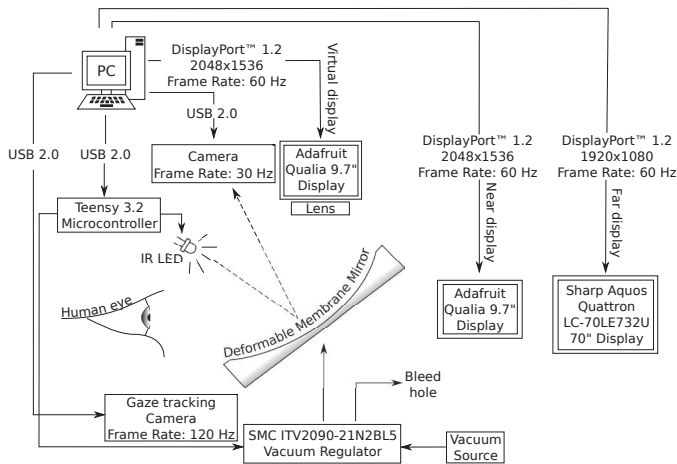 PC
DisplayPort™ 1.2
2048x1536
Frame Rate: 60 Hz
Virtual display
USB 2.0
USB 2.0
USB 2.0
Camera
Frame Rate: 30 Hz
Adafruit
Qualia 9.7"
Display
Lens
DisplayPort™ 1.2
2048x1536
Frame Rate: 60 Hz
Near display
DisplayPort™ 1.2
1920x1080
Frame Rate: 60 Hz
Far display
Teensy 3.2
Microcontroller
IR LED
Human eye
Deformable Membrane Mirror
Adafruit
Qualia 9.7"
Display
Sharp Aquos
Quattron
LC-70LE732U
70" Display
Bleed
hole
Gaze tracking
Camera
Frame Rate: 120 Hz
SMC ITV2090-21N2BL5
Vacuum Regulator
Vacuum
Source